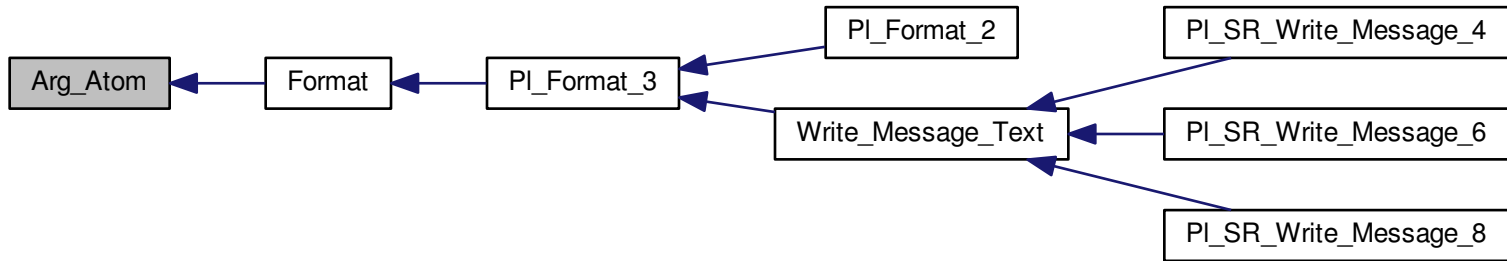 Arg_Atom
Format
Pl_Format_3
Pl_Format_2
Write_Message_Text
Pl_SR_Write_Message_4
Pl_SR_Write_Message_6
Pl_SR_Write_Message_8